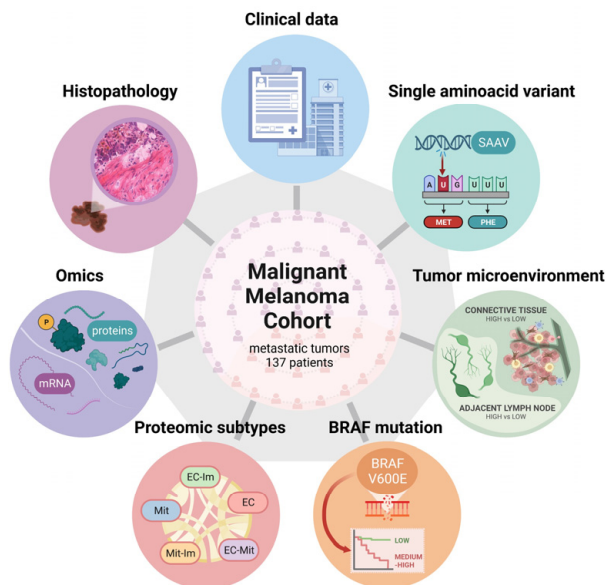 Clinical data
Histopathology
Single aminoacid variant
SAAV
A U G U U U
MET PHE
Malignant
Melanoma
Cohort
metastatic tumors
137 patients
Omics
P
proteins
mRNA
Tumor microenvironment
CONNECTIVE TISSUE
HIGH vs LOW
ADJACENT LYMPH NODE
HIGH vs LOW
Proteomic subtypes
EC-Im
Mit
EC
Mit-Im
EC-Mit
BRAF mutation
BRAF
V600E
LOW
MEDIUM
-HIGH